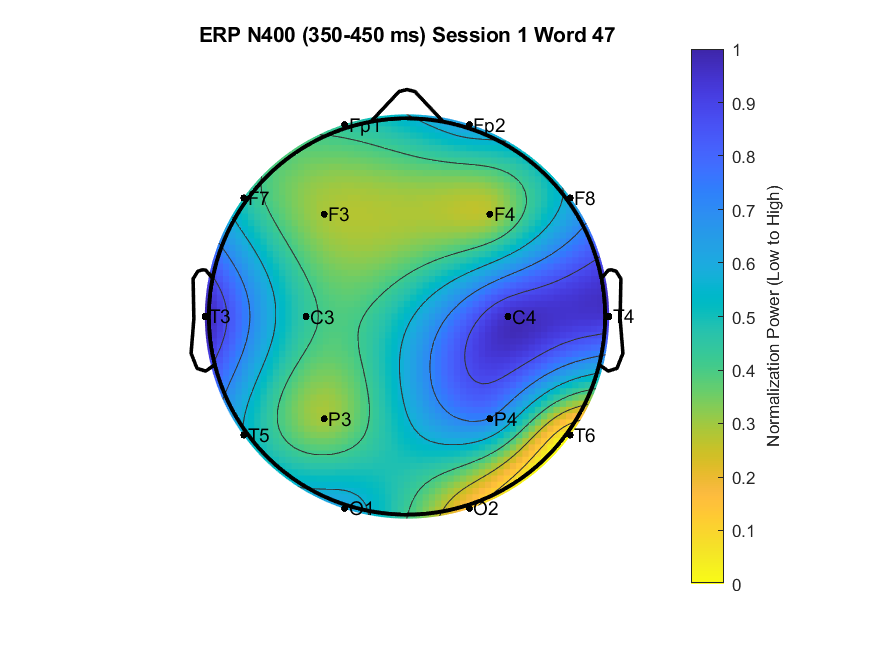 ERP N400 (350-450 ms) Session 1 Word 47
Fp1
Fp2
F7
F3
F4
F8
T3
C3
C4
T4
T5
P3
P4
T6
O1
O2
1
0.9
0.8
0.7
0.6
0.5
0.4
0.3
0.2
0.1
0
Normalization Power (Low to High)